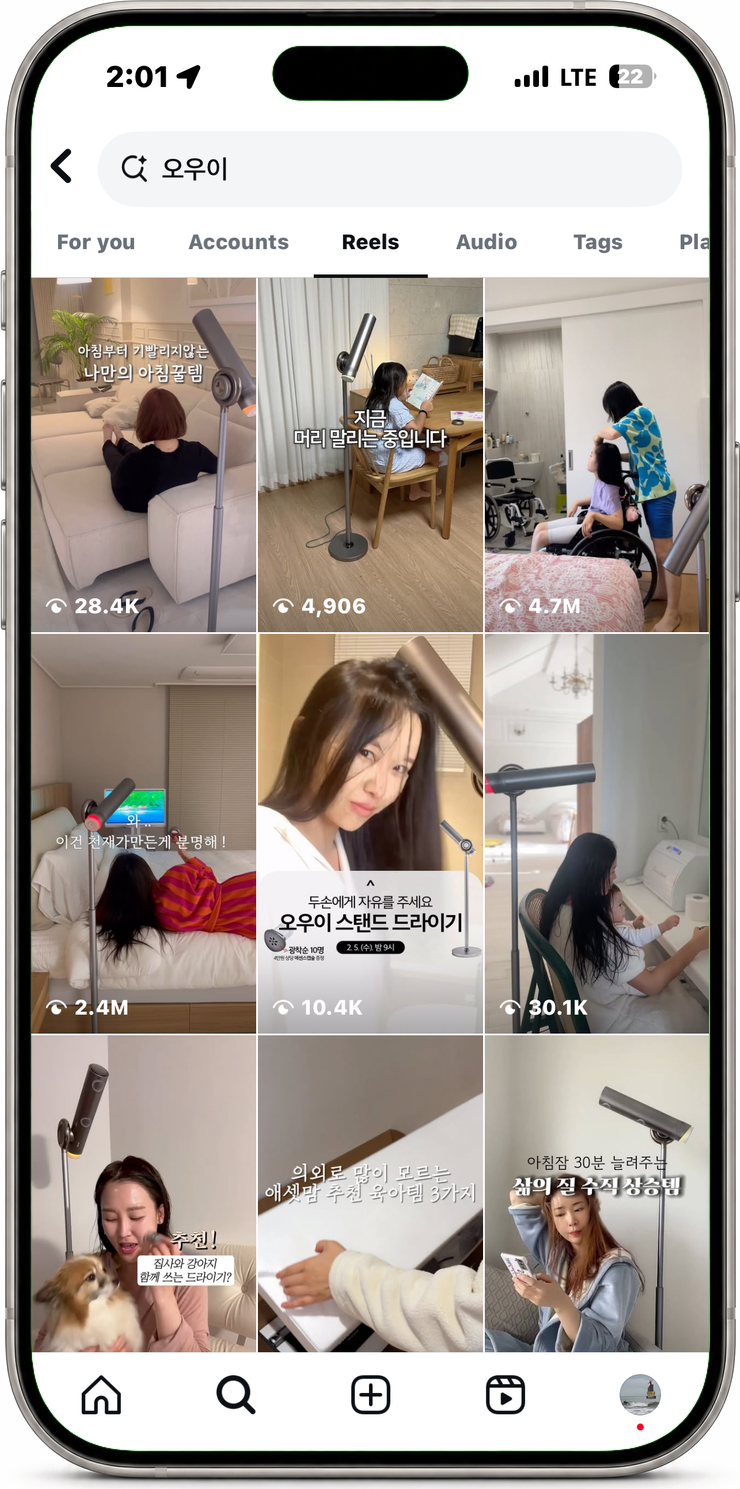 2:01
LTE
22
오우이
For you
Accounts
Reels
Audio
Tags
Pla
아침부터 기빨리지않는
나만의 아침꿀템
28.4K
지금
머리 말리는 중입니다
4,906
4.7M
와..
이건 천재가만든게 분명해 !
2.4M
두손에게 자유를 주세요
오우이 스탠드 드라이기
선착순 10명
2. 5. (수). 밤 9시
10.4K
30.1K
추천!
집사와 강아지
함께 쓰는 드라이기?
의외로 많이 모르는
애셋맘 추천 육아템 3가지
아침잠 30분 늘려주는
삶의 질 수직 상승템